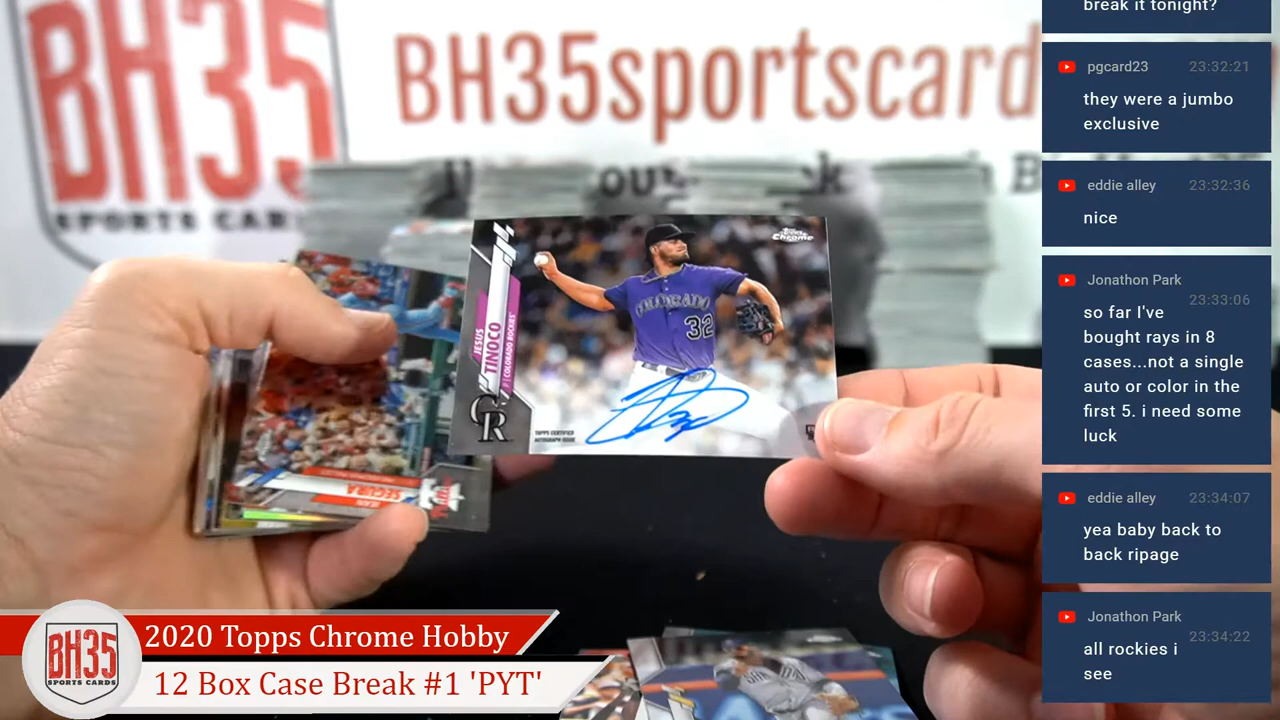 BH35
SPORTS CARDS
BH35sportscard
JESUS
TINOCO
P | COLORADO ROCKIES
COLORADO
32
CR
TOPPS CERTIFIED
AUTOGRAPH ISSUE
Topps
Chrome
JEAN
SEGURA
break it tonight?
pgcard23 23:32:21
they were a jumbo
exclusive
eddie alley 23:32:36
nice
Jonathon Park 23:33:06
so far I've
bought rays in 8
cases...not a single
auto or color in the
first 5. i need some
luck
eddie alley 23:34:07
yea baby back to
back ripage
Jonathon Park 23:34:22
all rockies i
see
BH35
SPORTS CARDS
2020 Topps Chrome Hobby
12 Box Case Break #1 'PYT'